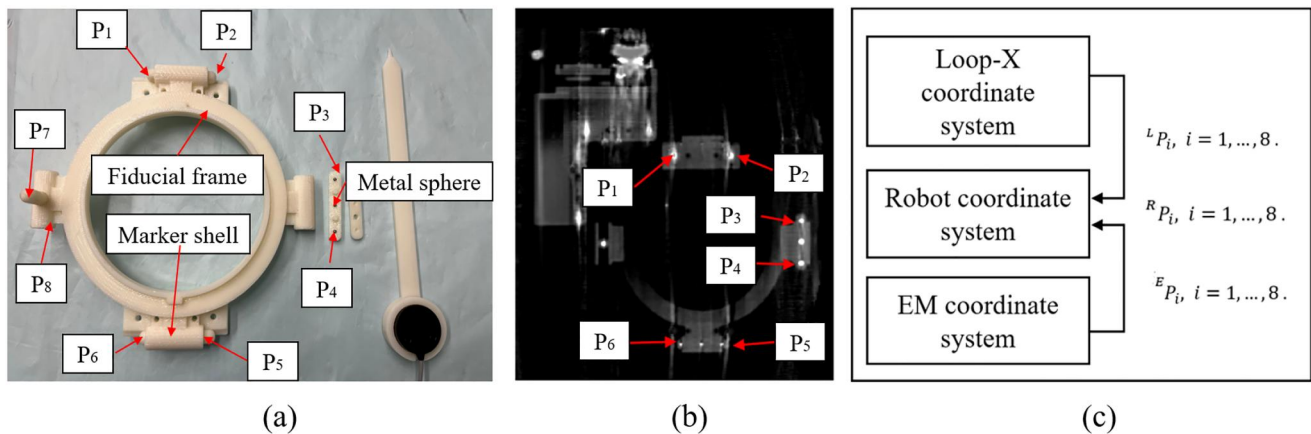 P₁
P₂
P₃
P₇
Fiducial frame
Metal sphere
Marker shell
P₈
P₄
P₆
P₅
(a)
P₁
P₂
P₃
P₄
P₆
P₅
(b)
Loop-X
coordinate
system
ᴸPᵢ, i = 1, …, 8 .
Robot coordinate
system
ᴿPᵢ, i = 1, …, 8 .
ᴱPᵢ, i = 1, …, 8 .
EM coordinate
system
(c)